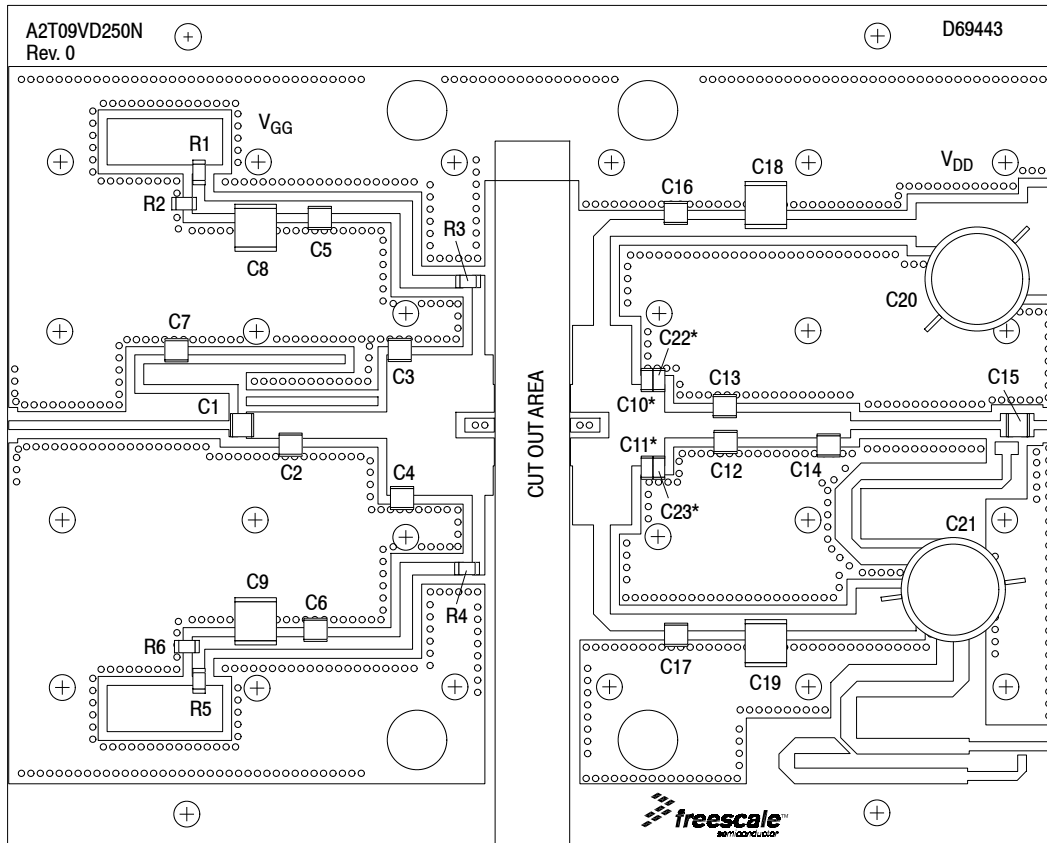 A2T09VD250N
Rev. 0
D69443
VGG
R1
R2
C8
C5
R3
C16
C18
VDD
C20
C7
C3
C1
C2
C4
CUT OUT AREA
C22*
C10*
C13
C15
C11*
C12
C14
C23*
C21
C9
C6
R4
R6
R5
C17
C19
freescale™
semiconductor